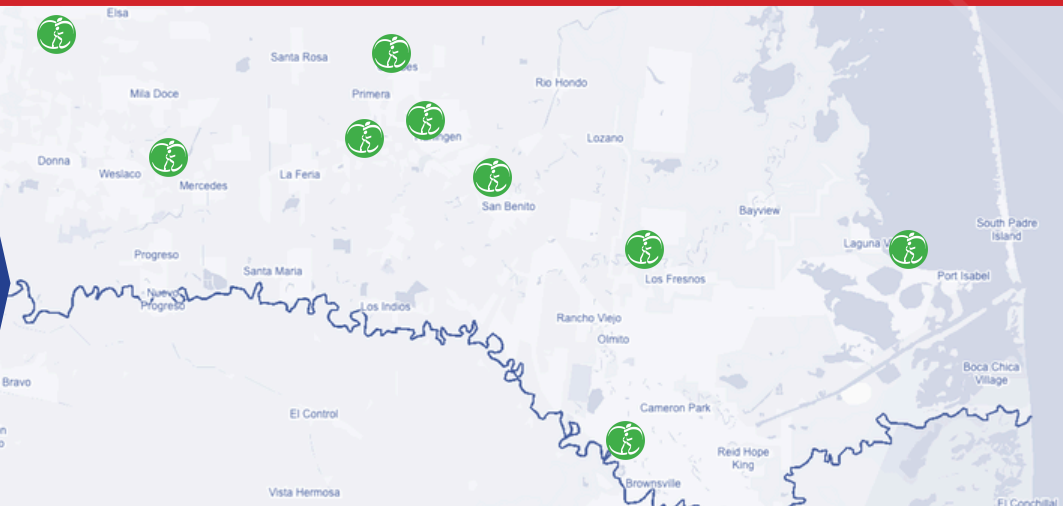 Elsa
Santa Rosa
Rio Hondo
Mila Doce
Primera
Lozano
Donna
Weslaco
Mercedes
La Feria
San Benito
Bayview
South Padre
Island
Laguna V
Los Fresnos
Port Isabel
Progreso
Santa Maria
Nuevo
Progreso
Los Indios
Rancho Viejo
Olmito
Boca Chica
Village
Bravo
El Control
Cameron Park
Reid Hope
King
Brownsville
Vista Hermosa
El Conchillal